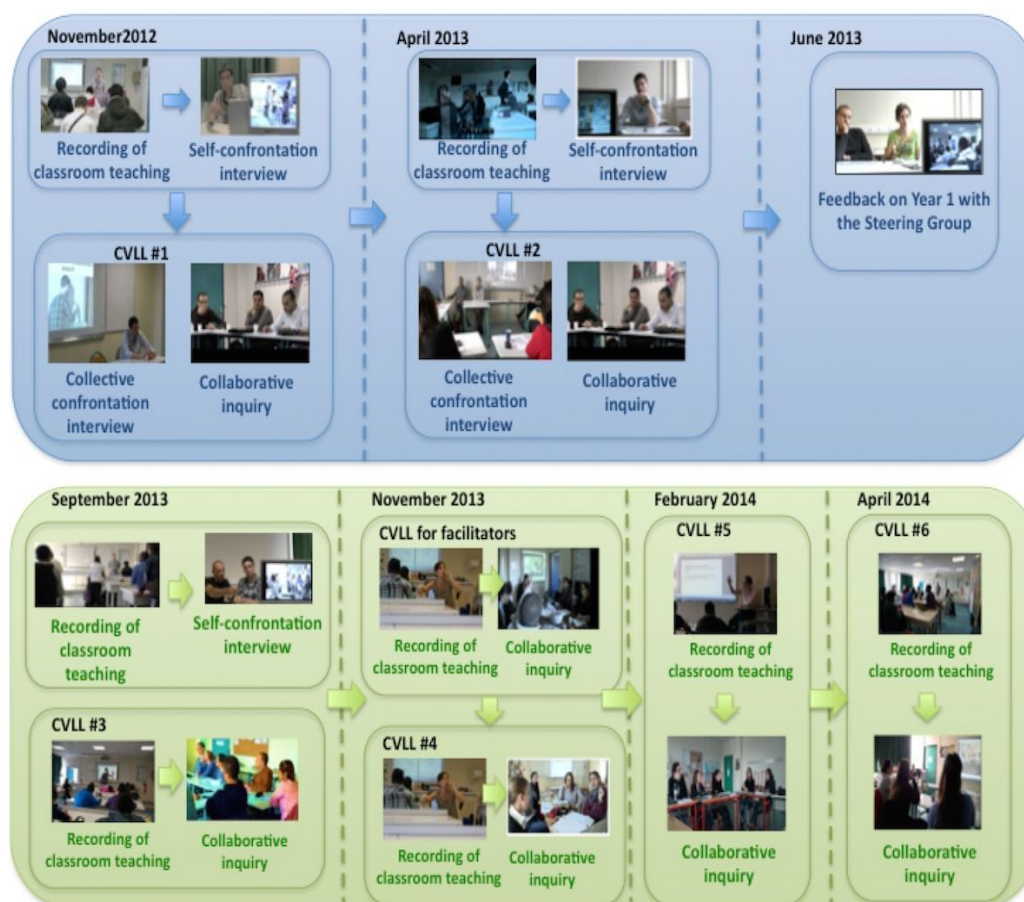 November2012
Recording of
classroom teaching
Self-confrontation
interview
CVLL #1
Collective
confrontation
interview
Collaborative
inquiry
April 2013
Recording of
classroom teaching
Self-confrontation
interview
CVLL #2
Collective
confrontation
interview
Collaborative
inquiry
June 2013
Feedback on Year 1 with
the Steering Group
September 2013
Recording of
classroom
teaching
Self-confrontation
interview
CVLL #3
Recording of
classroom teaching
Collaborative
inquiry
November 2013
CVLL for facilitators
Recording of
classroom teaching
Collaborative
inquiry
CVLL #4
Recording of
classroom teaching
Collaborative
inquiry
February 2014
CVLL #5
Recording of
classroom teaching
Collaborative
inquiry
April 2014
CVLL #6
Recording of
classroom teaching
Collaborative
inquiry